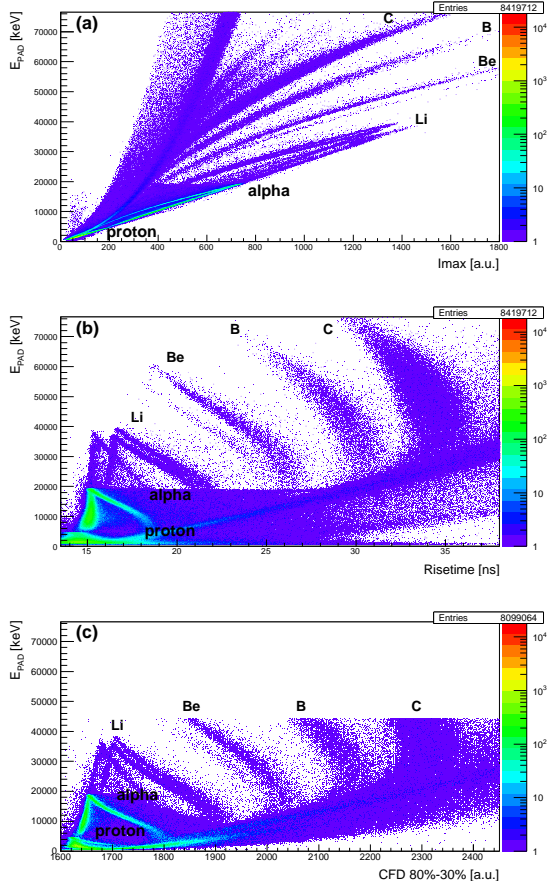 Entries 8419712
(a)
E_PAD [keV]
70000
60000
50000
40000
30000
20000
10000
0
C
B
Be
Li
alpha
proton
0 200 400 600 800 1000 1200 1400 1600 1800
Imax [a.u.]
10^4
10^3
10^2
10
1
Entries 8419712
(b)
E_PAD [keV]
70000
60000
50000
40000
30000
20000
10000
0
B
C
Be
Li
alpha
proton
15 20 25 30 35
Risetime [ns]
10^4
10^3
10^2
10
1
Entries 8099064
(c)
E_PAD [keV]
70000
60000
50000
40000
30000
20000
10000
0
Li
Be
B
C
alpha
proton
1600 1700 1800 1900 2000 2100 2200 2300 2400
CFD 80%-30% [a.u.]
10^4
10^3
10^2
10
1